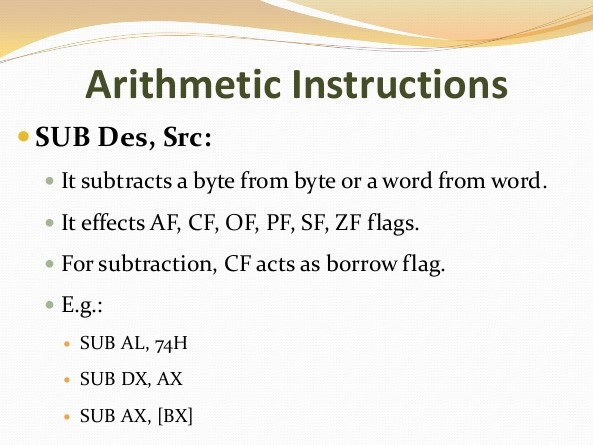 Arithmetic Instructions
• SUB Des, Src:
• It subtracts a byte from byte or a word from word.
• It effects AF, CF, OF, PF, SF, ZF flags.
• For subtraction, CF acts as borrow flag.
• E.g.:
• SUB AL, 74H
• SUB DX, AX
• SUB AX, [BX]